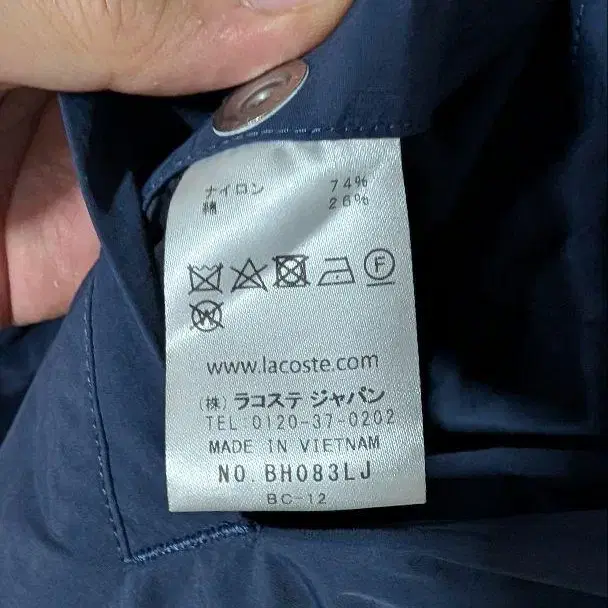 ナイロン 74%
綿 26%
F
W
www.lacoste.com
(株) ラコステ ジャパン
TEL:0120-37-0202
MADE IN VIETNAM
NO. BH083LJ
BC-12